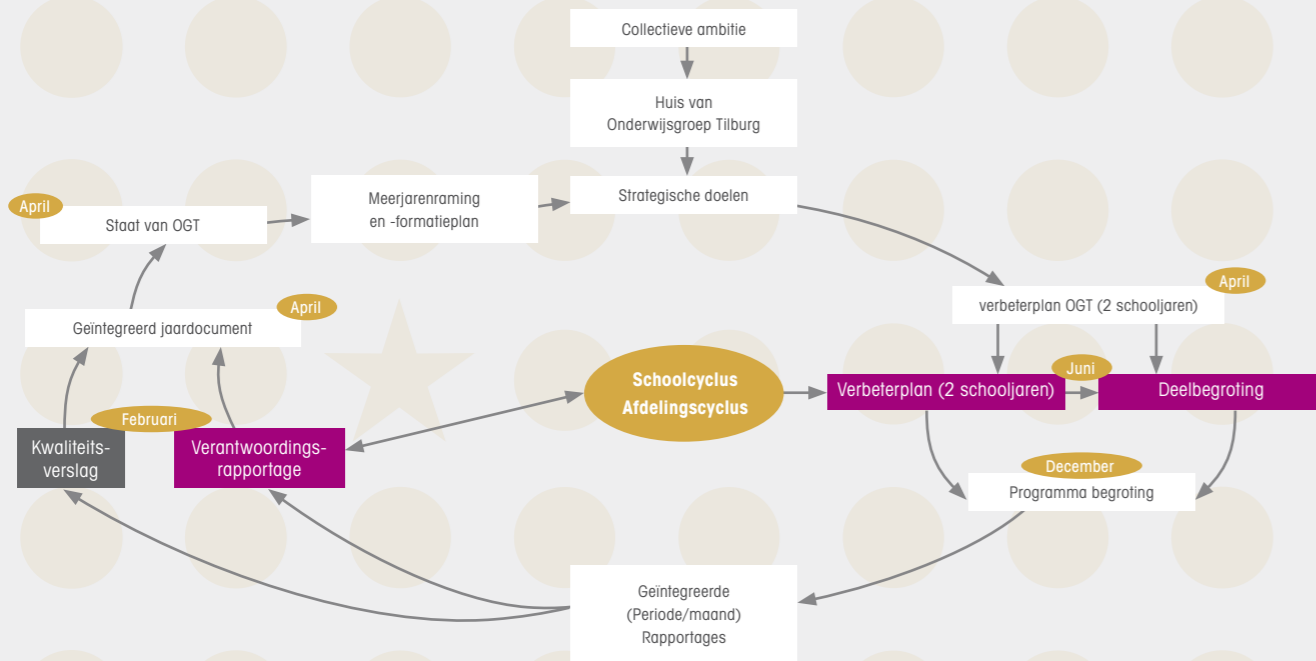 Collectieve ambitie
Huis van
Onderwijsgroep Tilburg
Strategische doelen
Meerjarenraming
en -formatieplan
April
Staat van OGT
April
Geïntegreerd jaardocument
April
verbeterplan OGT (2 schooljaren)
Schoolcyclus
Afdelingscyclus
Verbeterplan (2 schooljaren)
Juni
Deelbegroting
Februari
Kwaliteits-
verslag
Verantwoordings-
rapportage
December
Programma begroting
Geïntegreerde
(Periode/maand)
Rapportages